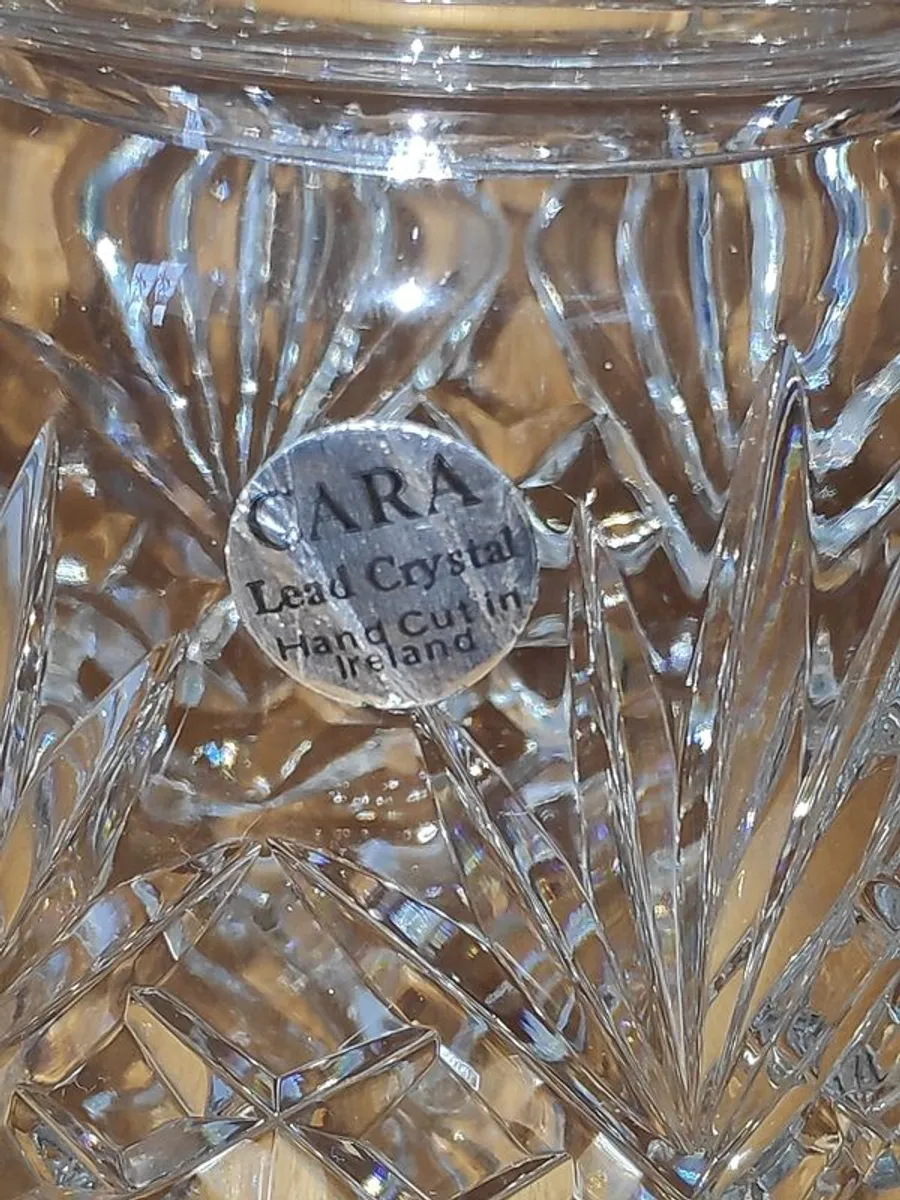 CARA
Lead Crystal
Hand Cut in
Ireland